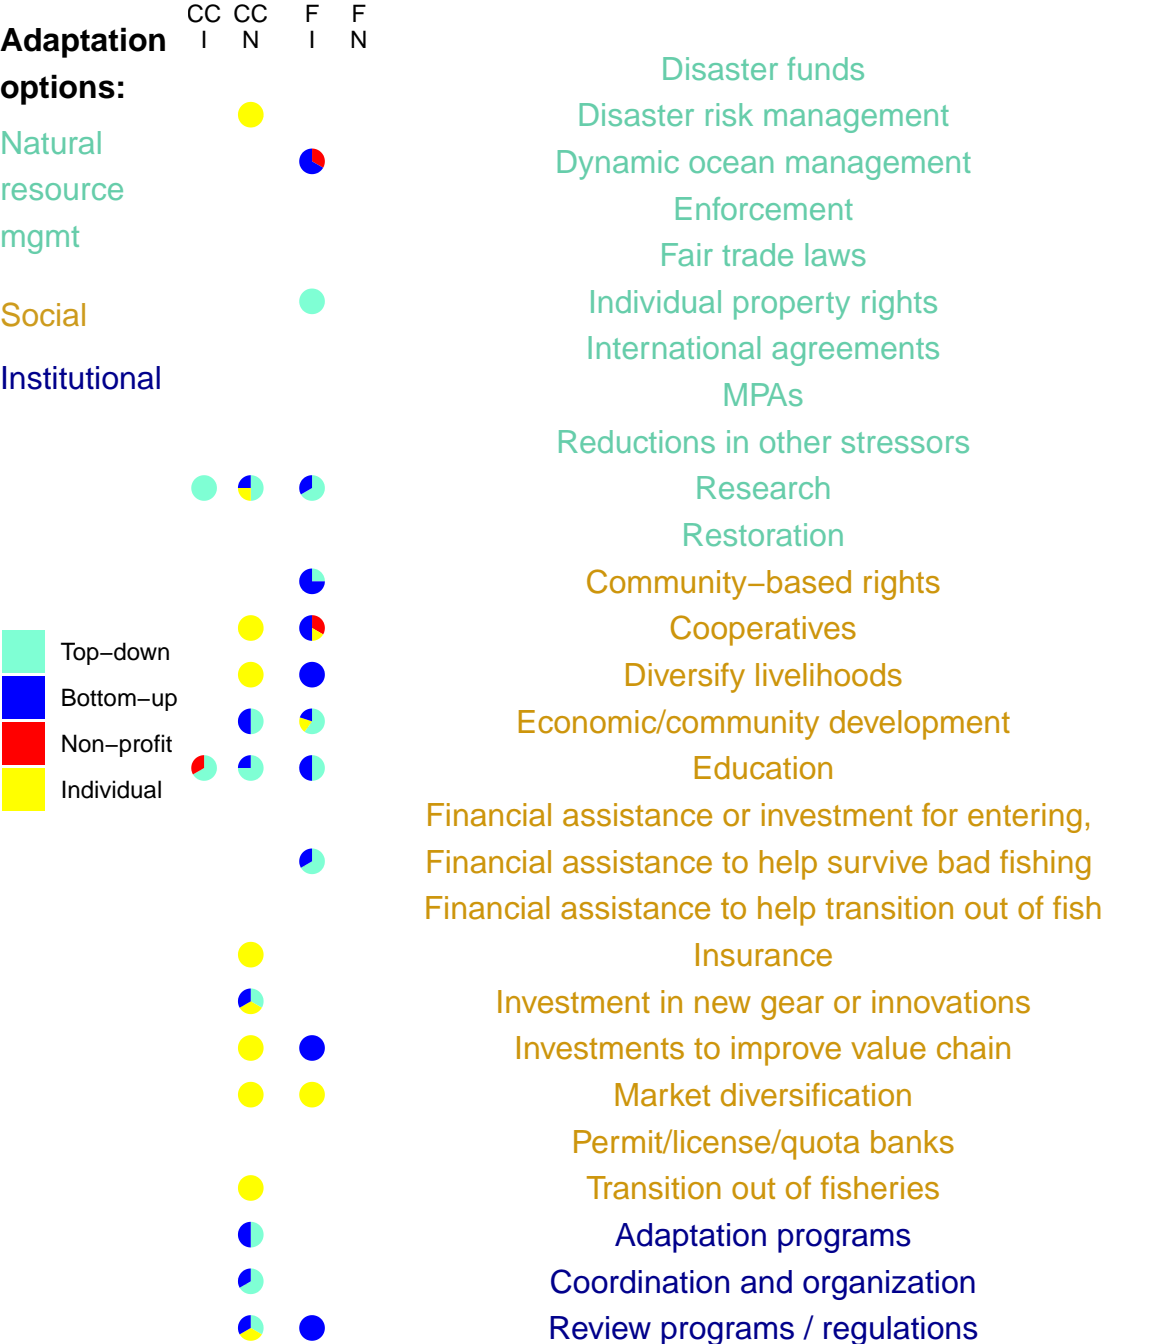 CC CC F F
I N I N
Adaptation
options:
Natural
resource
mgmt
Social
Institutional
Top−down
Bottom−up
Non−profit
Individual
Disaster funds
Disaster risk management
Dynamic ocean management
Enforcement
Fair trade laws
Individual property rights
International agreements
MPAs
Reductions in other stressors
Research
Restoration
Community−based rights
Cooperatives
Diversify livelihoods
Economic/community development
Education
Financial assistance or investment for entering,
Financial assistance to help survive bad fishing
Financial assistance to help transition out of fish
Insurance
Investment in new gear or innovations
Investments to improve value chain
Market diversification
Permit/license/quota banks
Transition out of fisheries
Adaptation programs
Coordination and organization
Review programs / regulations